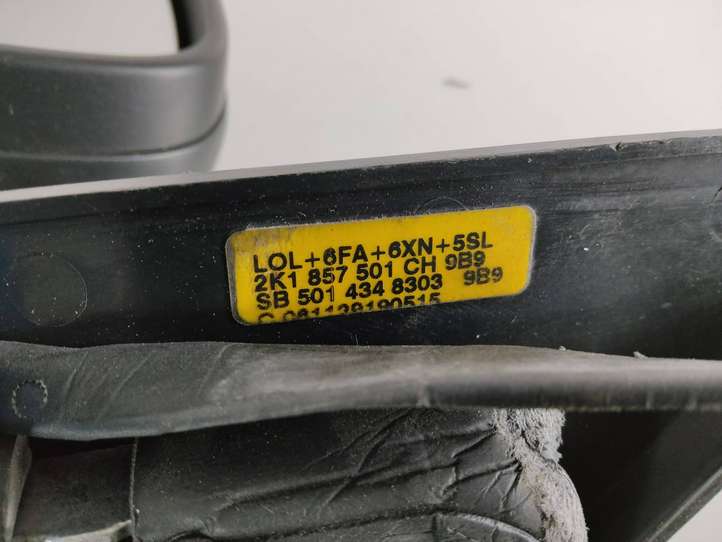 LOL+6FA+6XN+5SL
2K1 857 501 CH 9B9
SB 501 434 8303 9B9